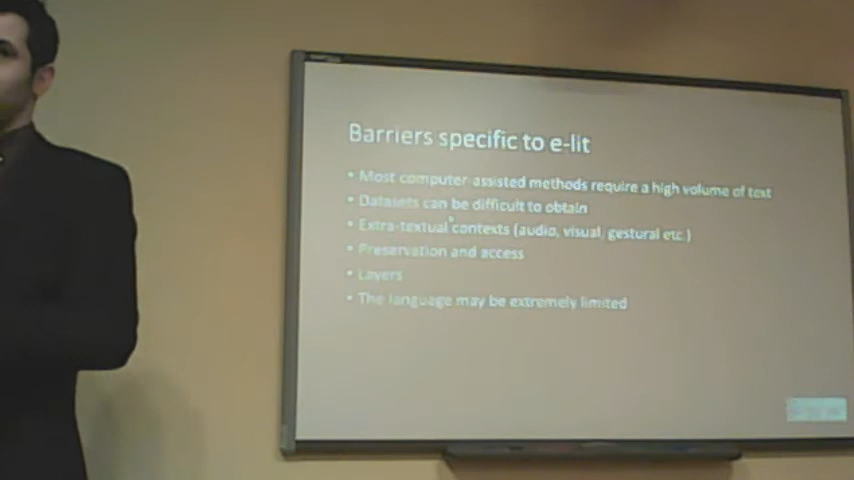 Barriers specific to e-lit
• Most computer-assisted methods require a high volume of text
• Datasets can be difficult to obtain
• Extra-textual contexts (audio, visual, gestural etc.)
• Preservation and access
• Layers
• The language may be extremely limited